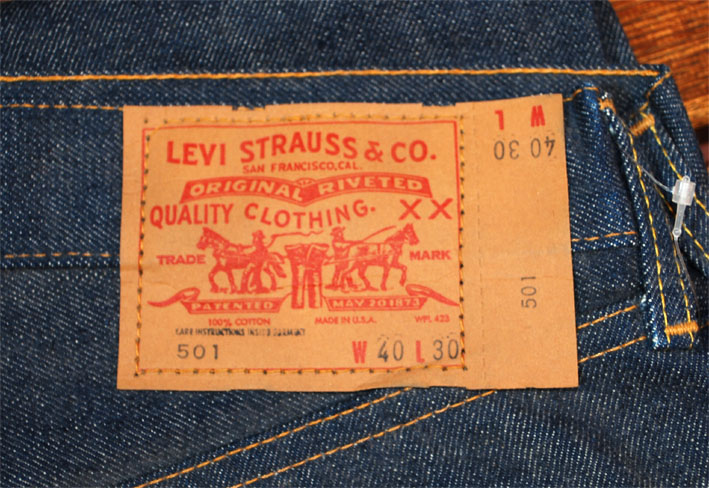 LEVI STRAUSS & CO.
SAN FRANCISCO, CAL.
ORIGINAL RIVETED
QUALITY CLOTHING. XX
TRADE MARK
PATENTED MAY 20 1873
100% COTTON MADE IN U.S.A. WPL 423
CARE INSTRUCTIONS INSIDE GARMENT
501 W 40 L 30
W L
40 30
501